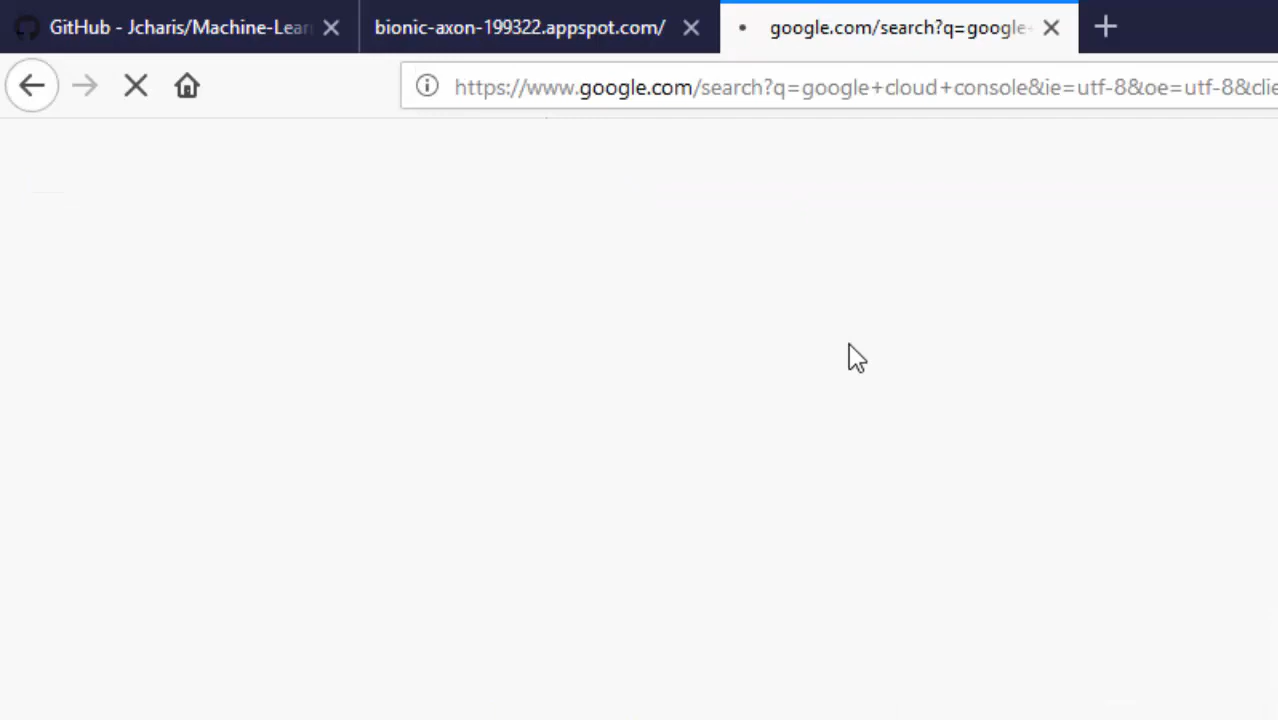 GitHub - Jcharis/Machine-Lear
bionic-axon-199322.appspot.com/
google.com/search?q=google+
https://www.google.com/search?q=google+cloud+console&ie=utf-8&oe=utf-8&clie